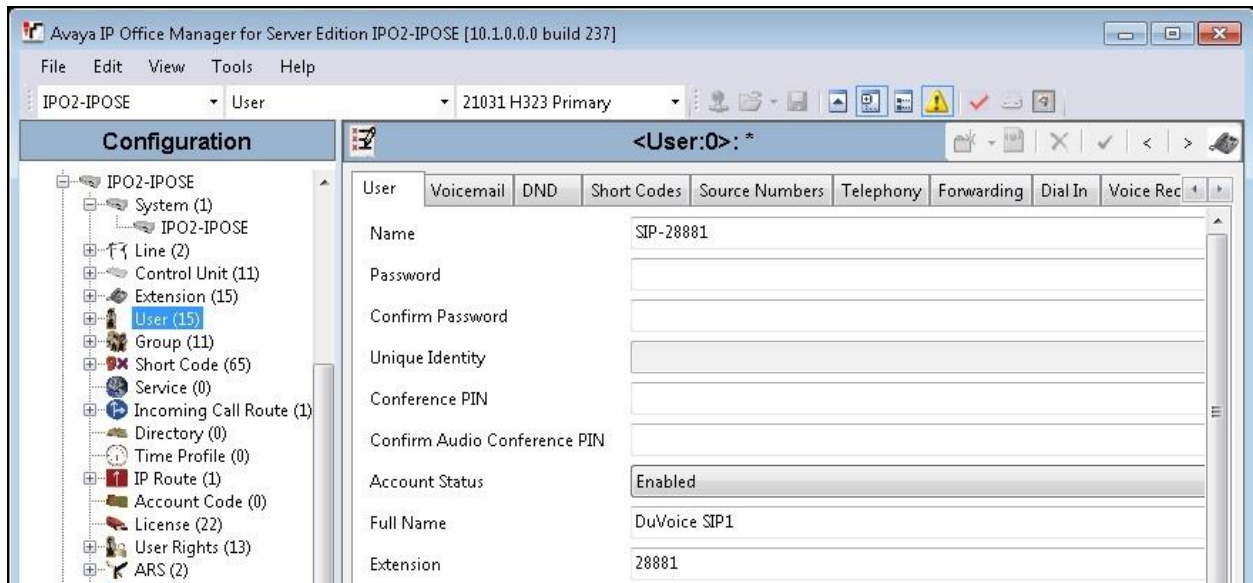 Avaya IP Office Manager for Server Edition IPO2-IPOSE [10.1.0.0.0 build 237]
File Edit View Tools Help
IPO2-IPOSE User 21031 H323 Primary
Configuration
<User:0>: *
IPO2-IPOSE
System (1)
IPO2-IPOSE
Line (2)
Control Unit (11)
Extension (15)
User (15)
Group (11)
Short Code (65)
Service (0)
Incoming Call Route (1)
Directory (0)
Time Profile (0)
IP Route (1)
Account Code (0)
License (22)
User Rights (13)
ARS (2)
User Voicemail DND Short Codes Source Numbers Telephony Forwarding Dial In Voice Rec
Name SIP-28881
Password
Confirm Password
Unique Identity
Conference PIN
Confirm Audio Conference PIN
Account Status Enabled
Full Name DuVoice SIP1
Extension 28881